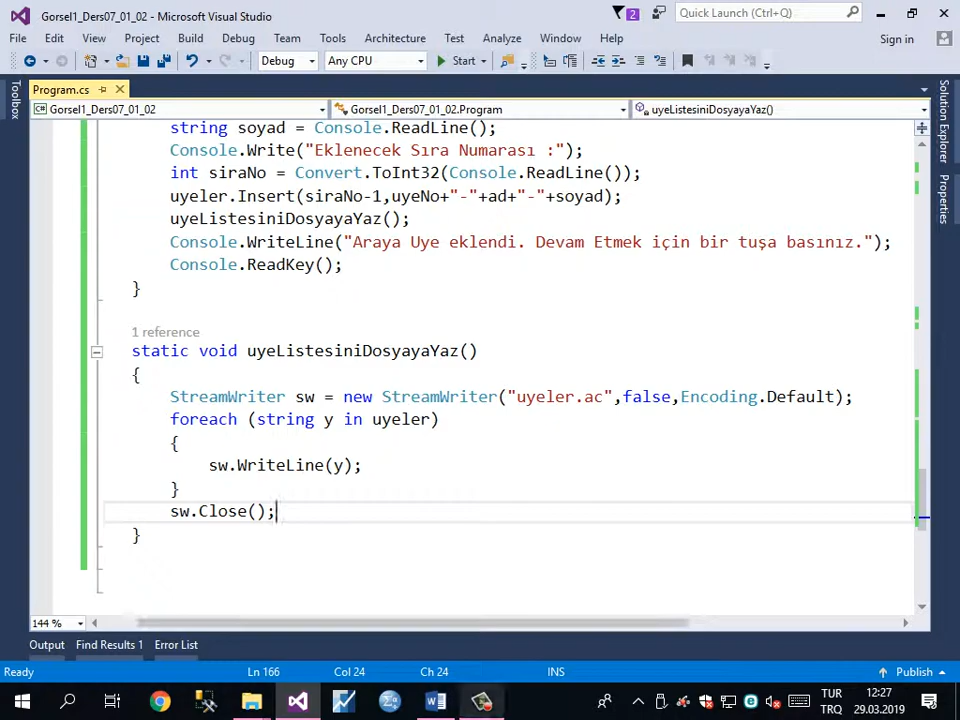 Gorsel1_Ders07_01_02 - Microsoft Visual Studio
2
Quick Launch (Ctrl+Q)
File Edit View Project Build Debug Team Tools Architecture Test Analyze Window Help
Sign in
Debug Any CPU Start
Program.cs
Toolbox
Gorsel1_Ders07_01_02 Gorsel1_Ders07_01_02.Program uyeListesiniDosyayaYaz()
Solution Explorer
Properties
string soyad = Console.ReadLine();
Console.Write("Eklenecek Sıra Numarası :");
int siraNo = Convert.ToInt32(Console.ReadLine());
uyeler.Insert(siraNo-1,uyeNo+"-"+ad+"-"+soyad);
uyeListesiniDosyayaYaz();
Console.WriteLine("Araya Uye eklendi. Devam Etmek için bir tuşa basınız.");
Console.ReadKey();
}
1 reference
static void uyeListesiniDosyayaYaz()
{
StreamWriter sw = new StreamWriter("uyeler.ac",false,Encoding.Default);
foreach (string y in uyeler)
{
sw.WriteLine(y);
}
sw.Close();
}
144 %
Output Find Results 1 Error List
Ready Ln 166 Col 24 Ch 24 INS Publish
TUR 12:27
TRQ 29.03.2019